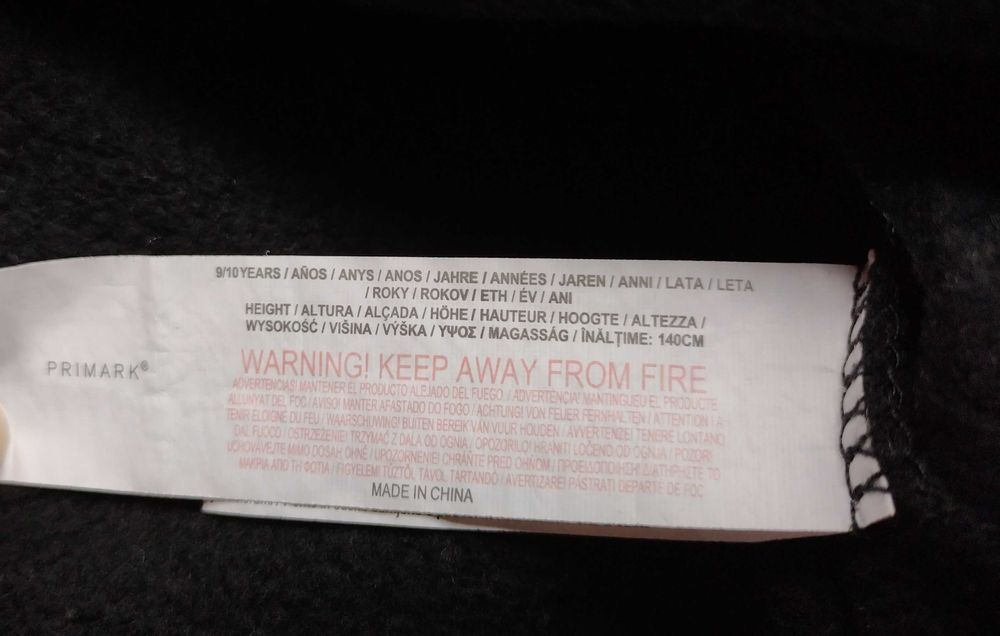 PRIMARK®
9/10YEARS / AÑOS / ANYS / ANOS / JAHRE / ANNÉES / JAREN / ANNI / LATA / LETA
/ ROKY / ROKOV / ETH / ÉV / ANI
HEIGHT / ALTURA / ALÇADA / HÖHE / HAUTEUR / HOOGTE / ALTEZZA /
WYSOKOŚĆ / VIŠINA / VÝŠKA / ΥΨΟΣ / MAGASSÁG / ÎNĂLȚIME: 140CM
WARNING! KEEP AWAY FROM FIRE
ADVERTENCIAS! MANTENER EL PRODUCTO ALEJADO DEL FUEGO / ADVERTENCIA! MANTINGUEU EL PRODUCTE
ALLUNYAT DEL FOC / AVISO! MANTER AFASTADO DO FOGO / ACHTUNG! VON FEUER FERNHALTEN / ATTENTION ! A
TENIR ELOIGNÉ DU FEU / WAARSCHUWING! BUITEN BEREIK VAN VUUR HOUDEN / AVVERTENZE! TENERE LONTANO
DAL FUOCO / OSTRZEŻENIE! TRZYMAĆ Z DALA OD OGNIA / OPOZORILO! HRANITI LOČENO OD OGNJA / POZOR!
UCHOVÁVEJTE MIMO DOSAH OHNĚ / UPOZORNENIE! CHRÁŇTE PRED OHŇOM / ΠΡΟΕΙΔΟΠΟΙΗΣΗ! ΔΙΑΤΗΡΗΣΤΕ ΤΟ
ΜΑΚΡΙΑ ΑΠΟ ΤΗ ΦΩΤΙΑ / FIGYELEM! TŰZTŐL TÁVOL TARTANDÓ / AVERTIZARE! PĂSTRAȚI DEPARTE DE FOC
MADE IN CHINA